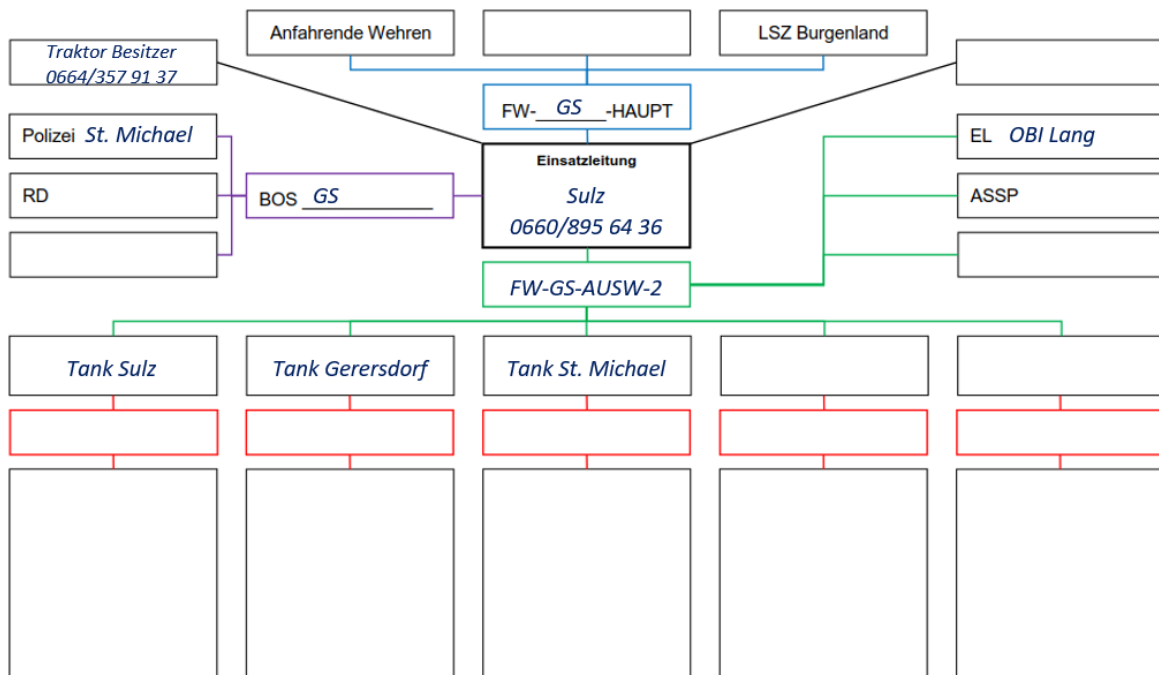 Anfahrende Wehren
LSZ Burgenland
Traktor Besitzer
0664/357 91 37
FW-_GS_-HAUPT
Polizei St. Michael
Einsatzleitung
EL OBI Lang
RD
BOS GS
Sulz
0660/895 64 36
ASSP
FW-GS-AUSW-2
Tank Sulz
Tank Gerersdorf
Tank St. Michael